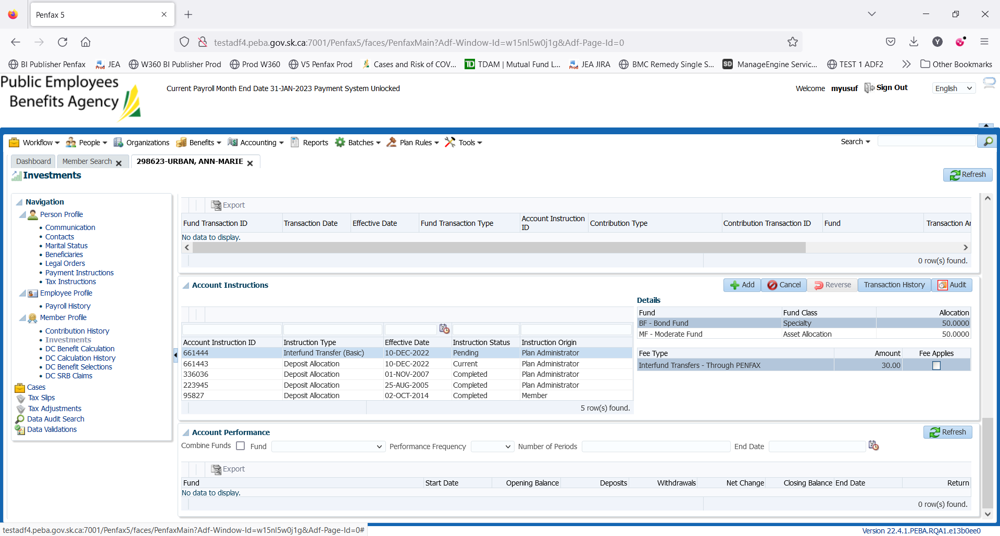 Penfax 5
testadf4.peba.gov.sk.ca:7001/Penfax5/faces/PenfaxMain?Adf-Window-Id=w15nl5w0j1g&Adf-Page-Id=0
Y
BI Publisher Penfax JEA W360 BI Publisher Prod Prod W360 V5 Penfax Prod Cases and Risk of COV... TDAM | Mutual Fund L... JEA JIRA BMC Remedy Single S... SD ManageEngine Servic... TEST 1 ADF2 Other Bookmarks
Public Employees
Benefits Agency
Current Payroll Month End Date 31-JAN-2023 Payment System Unlocked
Welcome myusuf Sign Out English
Workflow People Organizations Benefits Accounting Reports Batches Plan Rules Tools Search
Dashboard Member Search 298623-URBAN, ANN-MARIE
Investments Refresh
Navigation
Person Profile
Communication
Contacts
Marital Status
Beneficiaries
Legal Orders
Payment Instructions
Tax Instructions
Employee Profile
Payroll History
Member Profile
Contribution History
Investments
DC Benefit Calculation
DC Calculation History
DC Benefit Selections
DC SRB Claims
Cases
Tax Slips
Tax Adjustments
Data Audit Search
Data Validations
Export
Fund Transaction ID Transaction Date Effective Date Fund Transaction Type Account Instruction ID Contribution Type Contribution Transaction ID Fund Transaction Ar
No data to display.
0 row(s) found.
Account Instructions Add Cancel Reverse Transaction History Audit
Account Instruction ID Instruction Type Effective Date Instruction Status Instruction Origin
661444 Interfund Transfer (Basic) 10-DEC-2022 Pending Plan Administrator
661443 Deposit Allocation 10-DEC-2022 Current Plan Administrator
336036 Deposit Allocation 01-NOV-2007 Completed Plan Administrator
223945 Deposit Allocation 25-AUG-2005 Completed Plan Administrator
95827 Deposit Allocation 02-OCT-2014 Completed Member
5 row(s) found.
Details
Fund Fund Class Allocation
BF - Bond Fund Specialty 50.0000
MF - Moderate Fund Asset Allocation 50.0000
Fee Type Amount Fee Applies
Interfund Transfers - Through PENFAX 30.00
Account Performance Refresh
Combine Funds Fund Performance Frequency Number of Periods End Date
Export
Fund Start Date Opening Balance Deposits Withdrawals Net Change Closing Balance End Date Return
No data to display.
0 row(s) found.
testadf4.peba.gov.sk.ca:7001/Penfax5/faces/PenfaxMain?Adf-Window-Id=w15nl5w0j1g&Adf-Page-Id=0#
Version 22.4.1.PEBA.RQA1.e13b0ee0